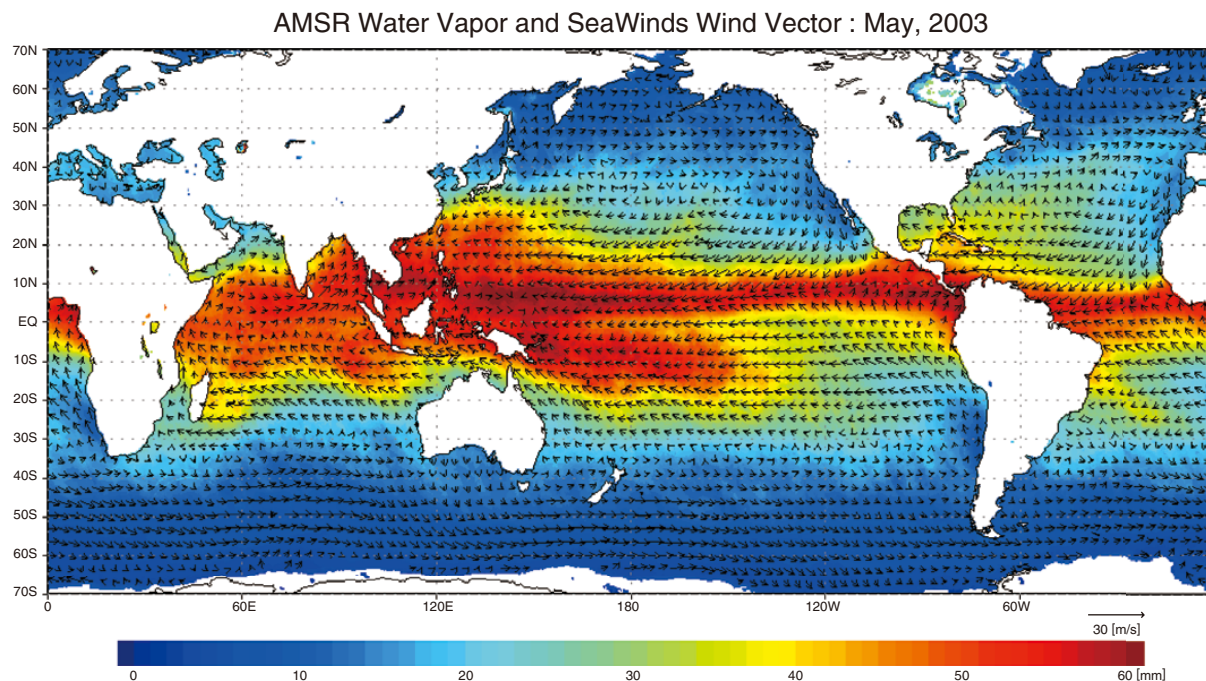 AMSR Water Vapor and SeaWinds Wind Vector : May, 2003
70N
60N
50N
40N
30N
20N
10N
EQ
10S
20S
30S
40S
50S
60S
70S
0 60E 120E 180 120W 60W
30 [m/s]
0 10 20 30 40 50 60 [mm]